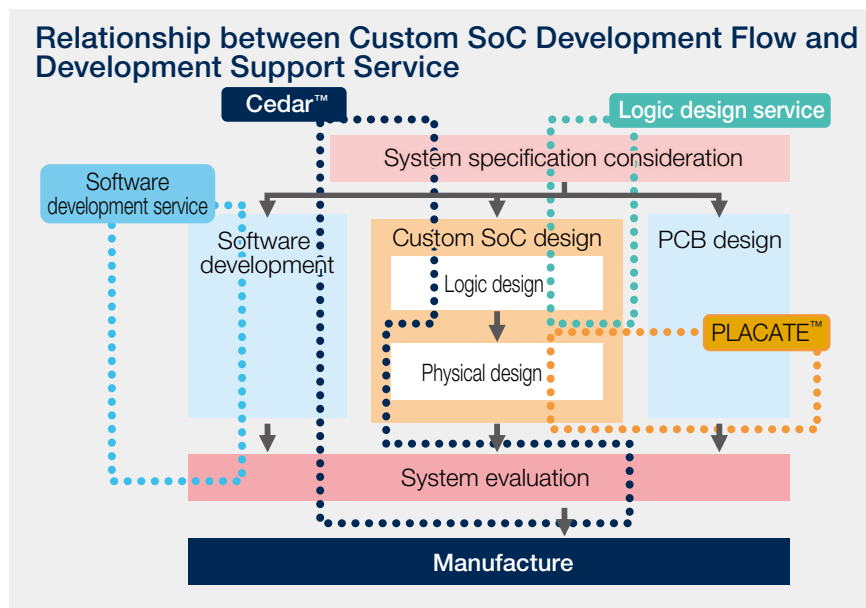 Relationship between Custom SoC Development Flow and
Development Support Service
Cedar™
Logic design service
System specification consideration
Software
development service
Software
development
Custom SoC design
PCB design
Logic design
PLACATE™
Physical design
System evaluation
Manufacture